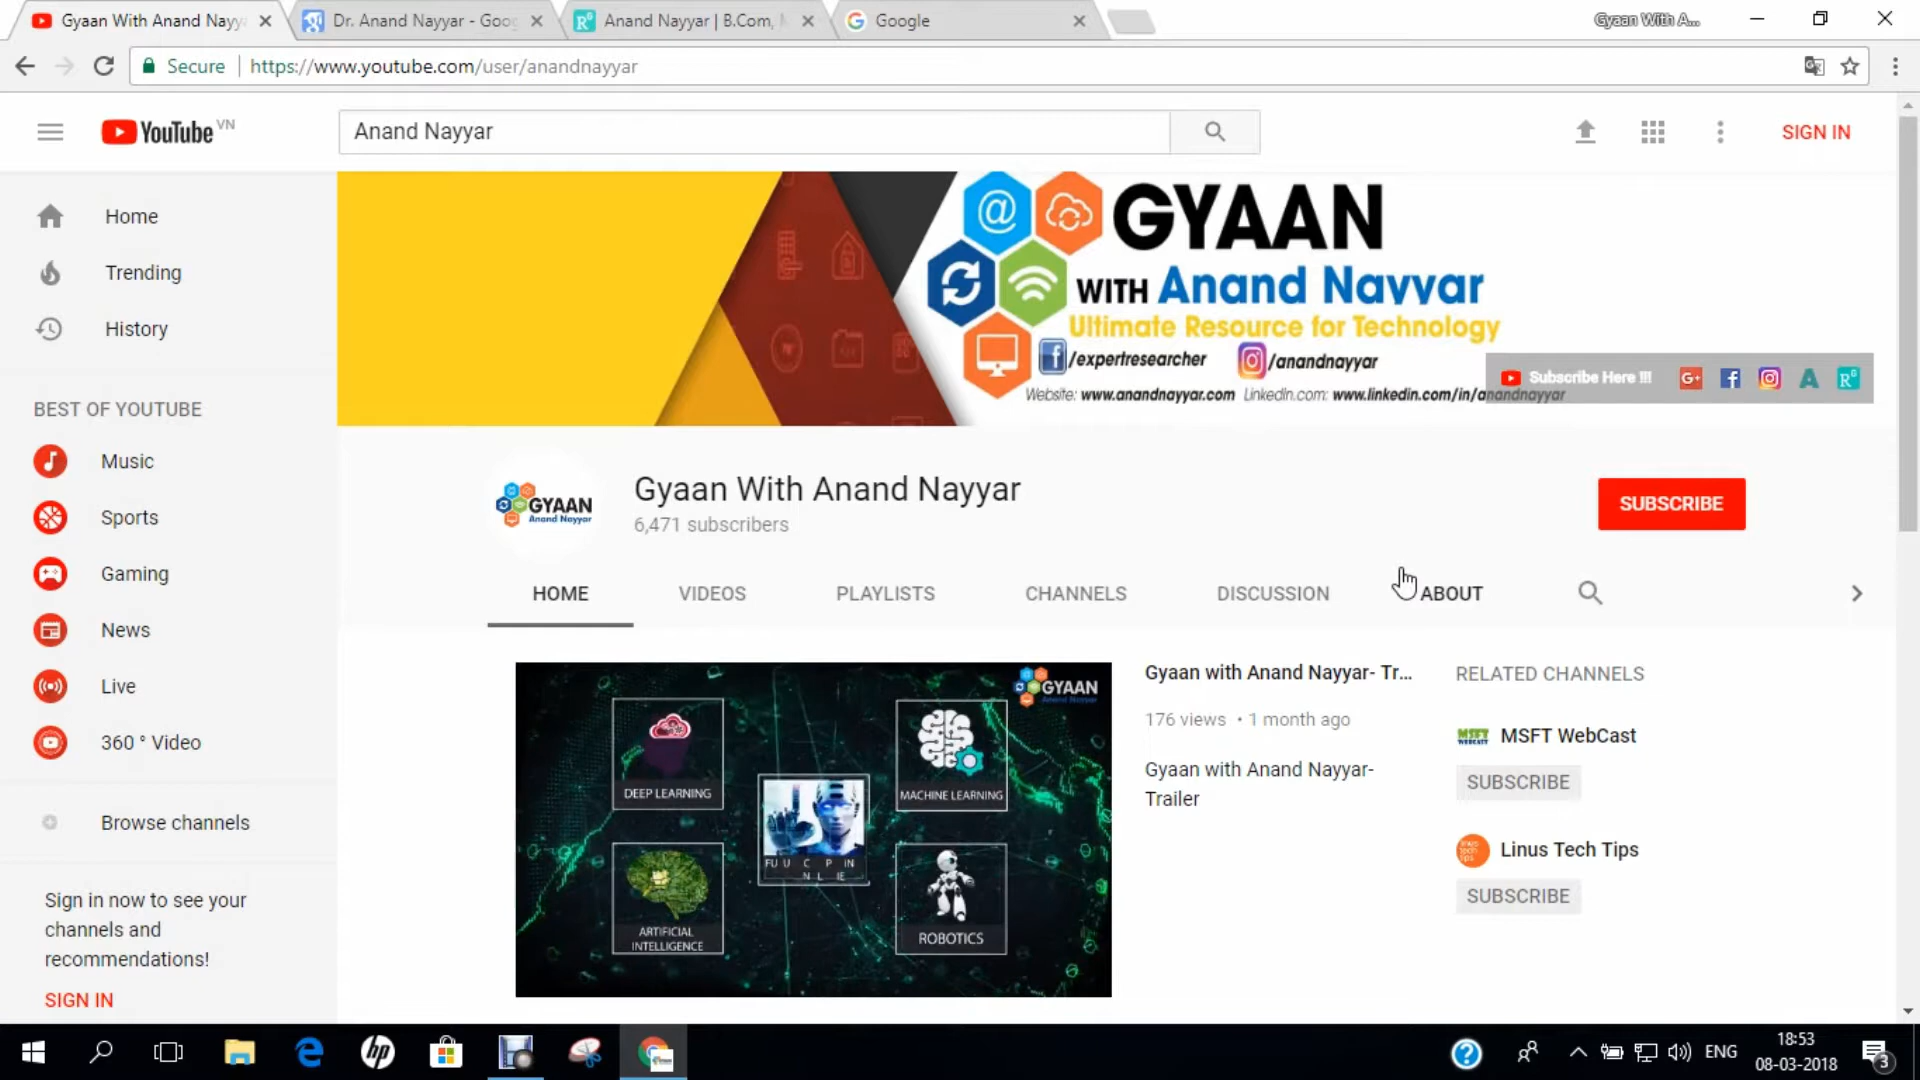 Gyaan With Anand Nayy
Dr. Anand Nayyar - Goo
Anand Nayyar | B.Com,
Google
Gyaan With A...
Secure
https://www.youtube.com/user/anandnayyar
YouTube VN
Anand Nayyar
SIGN IN
Home
Trending
History
BEST OF YOUTUBE
Music
Sports
Gaming
News
Live
360 ° Video
Browse channels
Sign in now to see your
channels and
recommendations!
SIGN IN
GYAAN
WITH Anand Nayyar
Ultimate Resource for Technology
/expertresearcher
/anandnayyar
Website: www.anandnayyar.com LinkedIn.com: www.linkedin.com/in/anandnayyar
Subscribe Here !!!
G+
GYAAN
Anand Nayyar
Gyaan With Anand Nayyar
6,471 subscribers
SUBSCRIBE
HOME
VIDEOS
PLAYLISTS
CHANNELS
DISCUSSION
ABOUT
GYAAN
Anand Nayyar
DEEP LEARNING
MACHINE LEARNING
ARTIFICIAL
INTELLIGENCE
ROBOTICS
Gyaan with Anand Nayyar- Tr...
176 views • 1 month ago
Gyaan with Anand Nayyar-
Trailer
RELATED CHANNELS
MSFT WebCast
SUBSCRIBE
Linus Tech Tips
SUBSCRIBE
ENG
18:53
08-03-2018
3